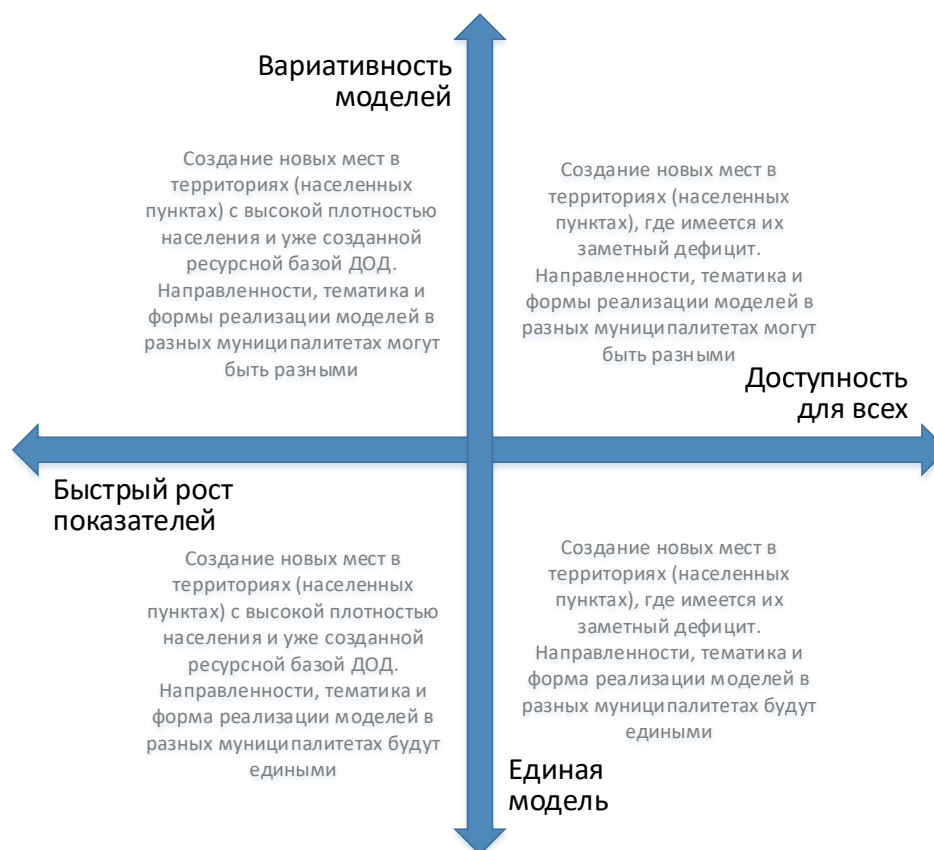 Вариативность
моделей
Создание новых мест в
территориях (населенных
пунктах) с высокой плотностью
населения и уже созданной
ресурсной базой ДОД.
Направленности, тематика и
формы реализации моделей в
разных муниципалитетах могут
быть разными
Создание новых мест в
территориях (населенных
пунктах), где имеется их
заметный дефицит.
Направленности, тематика и
формы реализации моделей в
разных муниципалитетах могут
быть разными
Доступность
для всех
Быстрый рост
показателей
Создание новых мест в
территориях (населенных
пунктах) с высокой плотностью
населения и уже созданной
ресурсной базой ДОД.
Направленности, тематика и
форма реализации моделей в
разных муниципалитетах будут
едиными
Создание новых мест в
территориях (населенных
пунктах), где имеется их
заметный дефицит.
Направленности, тематика и
форма реализации моделей в
разных муниципалитетах будут
едиными
Единая
модель